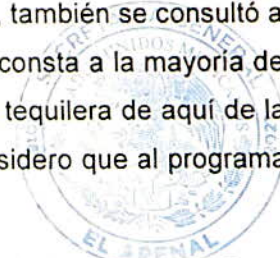 también se consultó a
consta a la mayoría de
tequilera de aquí de la
sidero que al programa
EL ARENAL